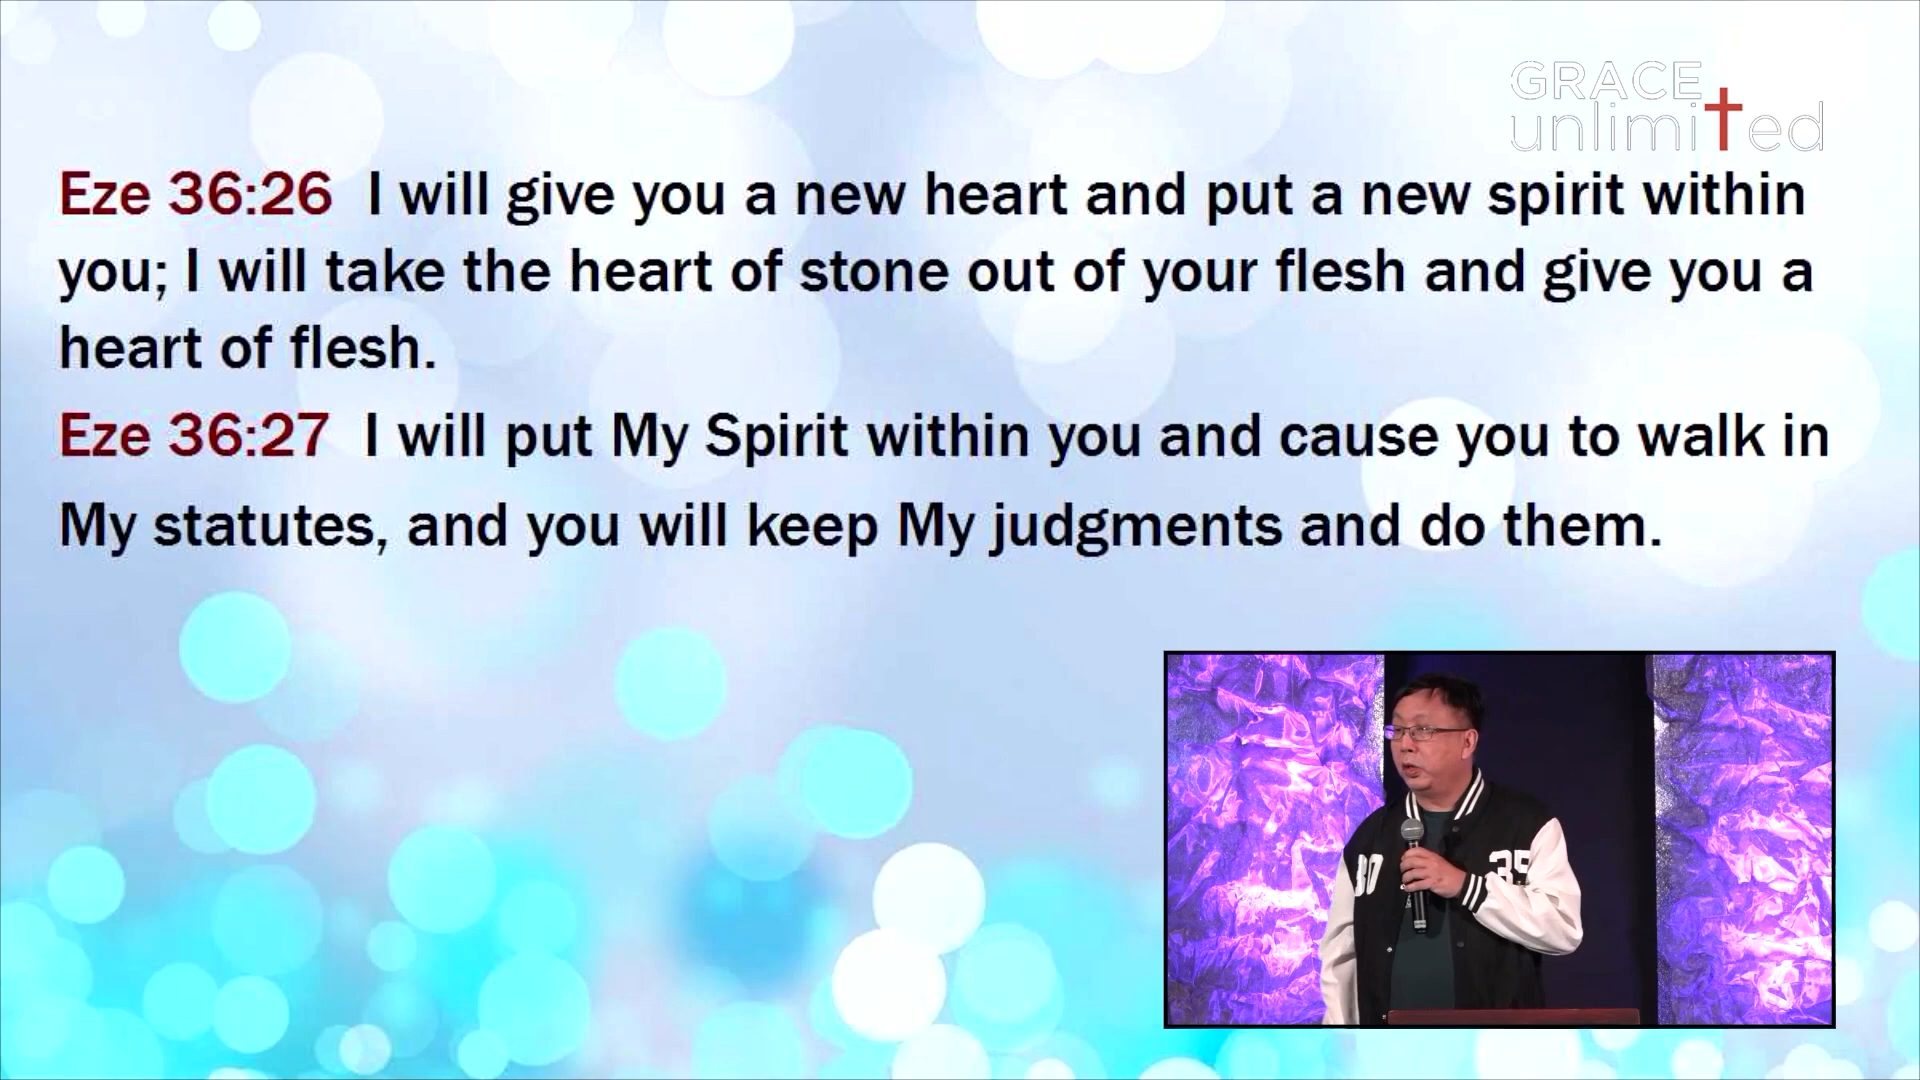 GRACE
unlimited
Eze 36:26 I will give you a new heart and put a new spirit within
you; I will take the heart of stone out of your flesh and give you a
heart of flesh.
Eze 36:27 I will put My Spirit within you and cause you to walk in
My statutes, and you will keep My judgments and do them.
80
35